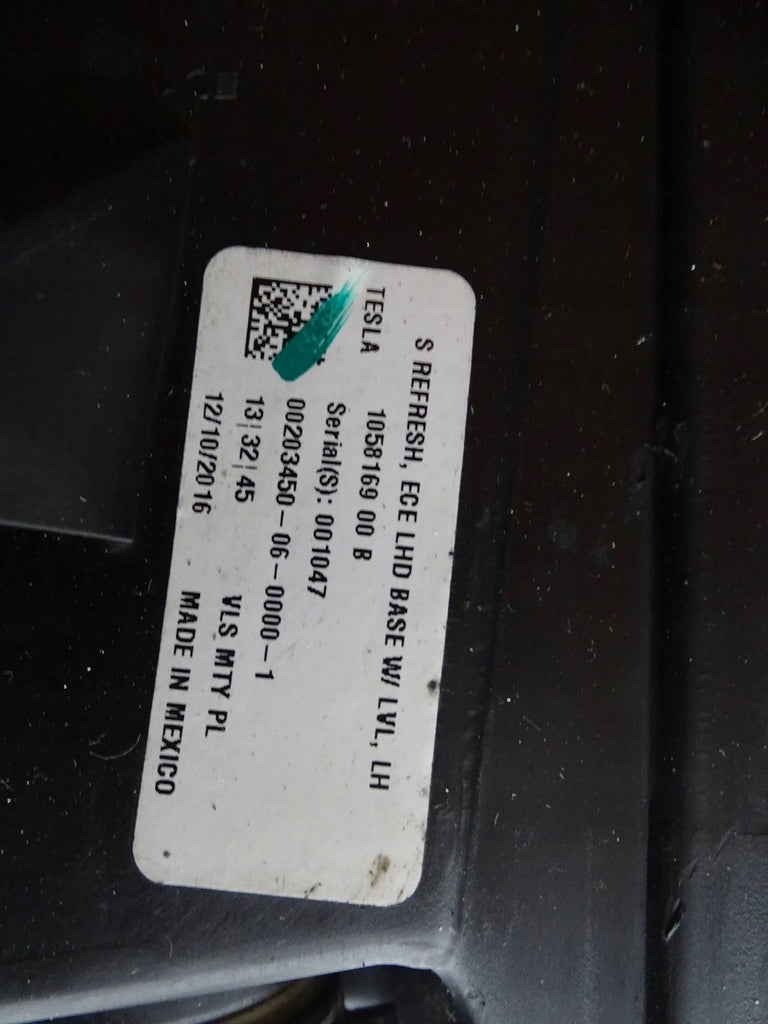 S REFRESH, ECE LHD BASE W/ LVL, LH
TESLA 1058169 00 B
Serial(S): 001047
00203450-06-0000-1
13:32:45 VLS MTY PL
12/10/2016 MADE IN MEXICO